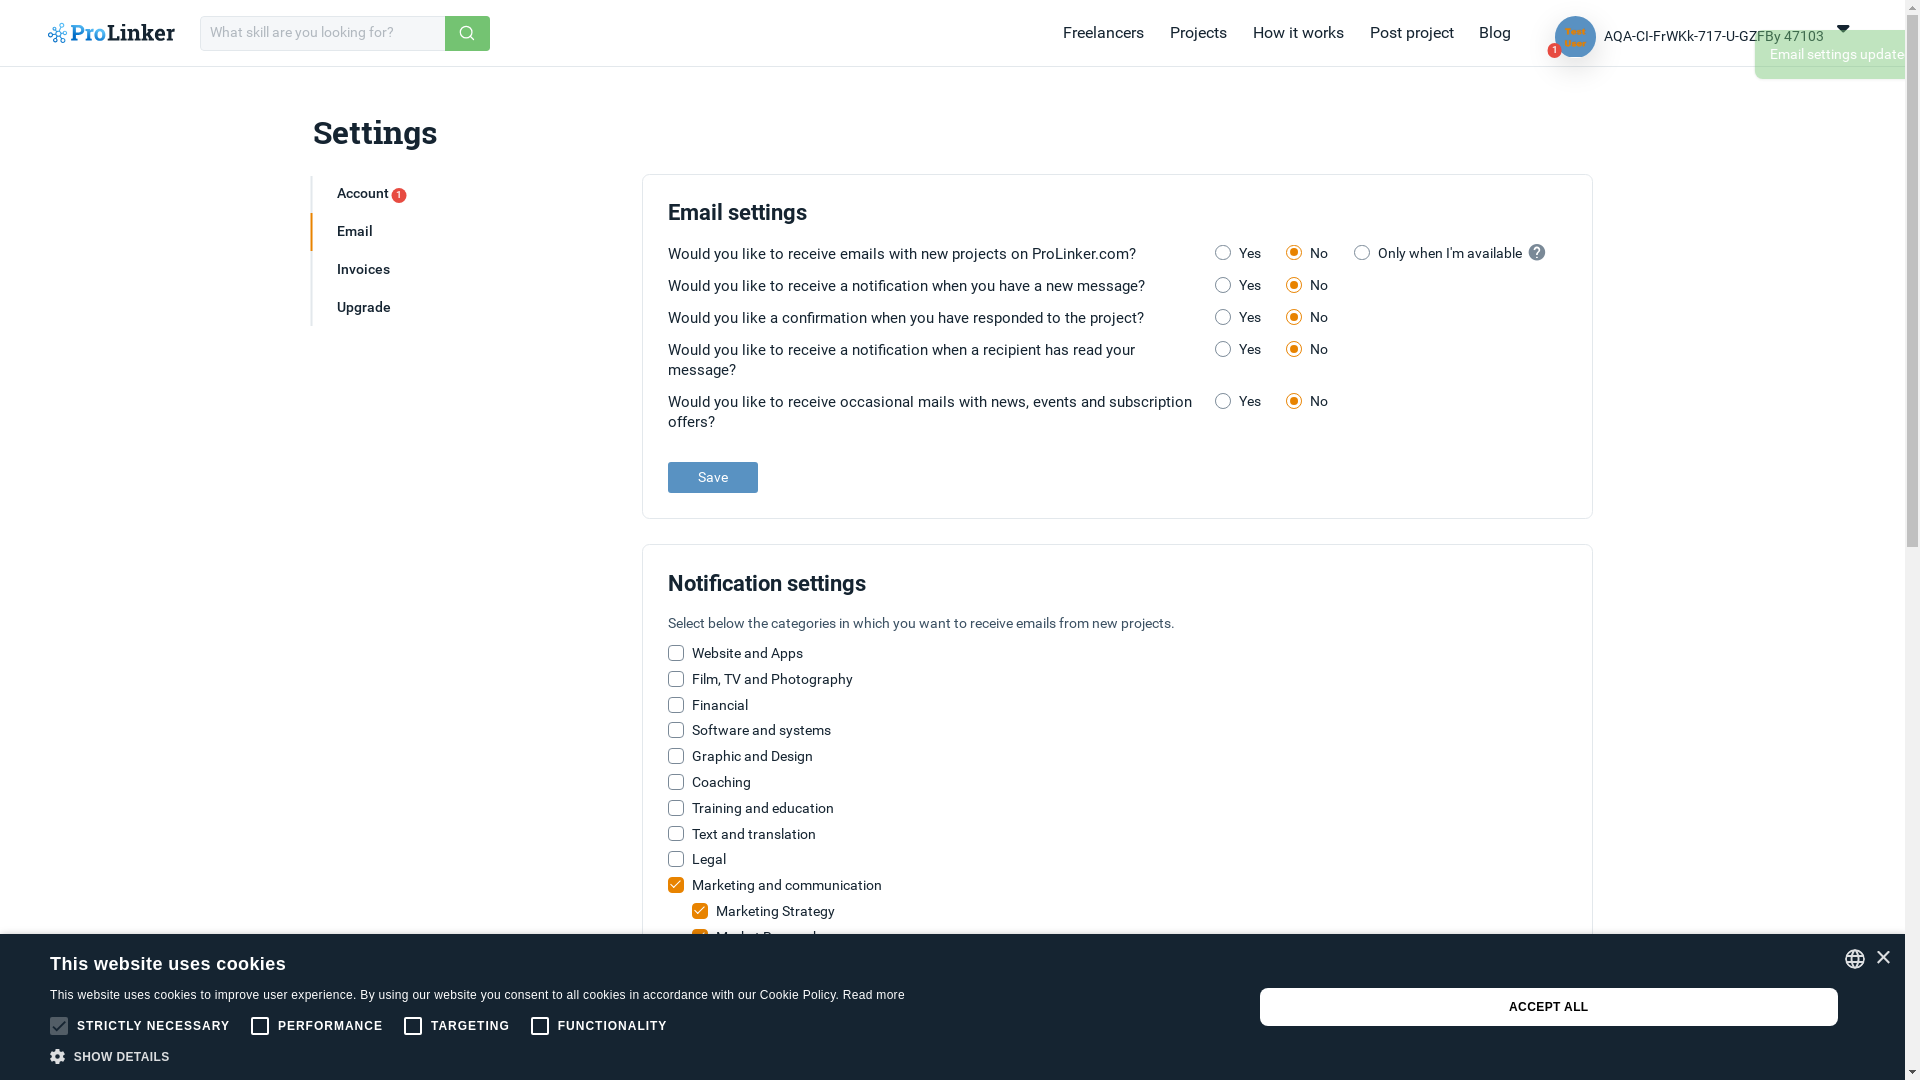 ProLinker
What skill are you looking for?
Freelancers
Projects
How it works
Post project
Blog
1
AQA-CI-FrWKk-717-U-GZFBy 47103
Email settings update
Settings
Account 1
Email
Invoices
Upgrade
Email settings
Would you like to receive emails with new projects on ProLinker.com?
Yes
No
Only when I'm available
?
Would you like to receive a notification when you have a new message?
Yes
No
Would you like a confirmation when you have responded to the project?
Yes
No
Would you like to receive a notification when a recipient has read your
message?
Yes
No
Would you like to receive occasional mails with news, events and subscription
offers?
Yes
No
Save
Notification settings
Select below the categories in which you want to receive emails from new projects.
Website and Apps
Film, TV and Photography
Financial
Software and systems
Graphic and Design
Coaching
Training and education
Text and translation
Legal
Marketing and communication
Marketing Strategy
This website uses cookies
This website uses cookies to improve user experience. By using our website you consent to all cookies in accordance with our Cookie Policy. Read more
STRICTLY NECESSARY
PERFORMANCE
TARGETING
FUNCTIONALITY
SHOW DETAILS
ACCEPT ALL